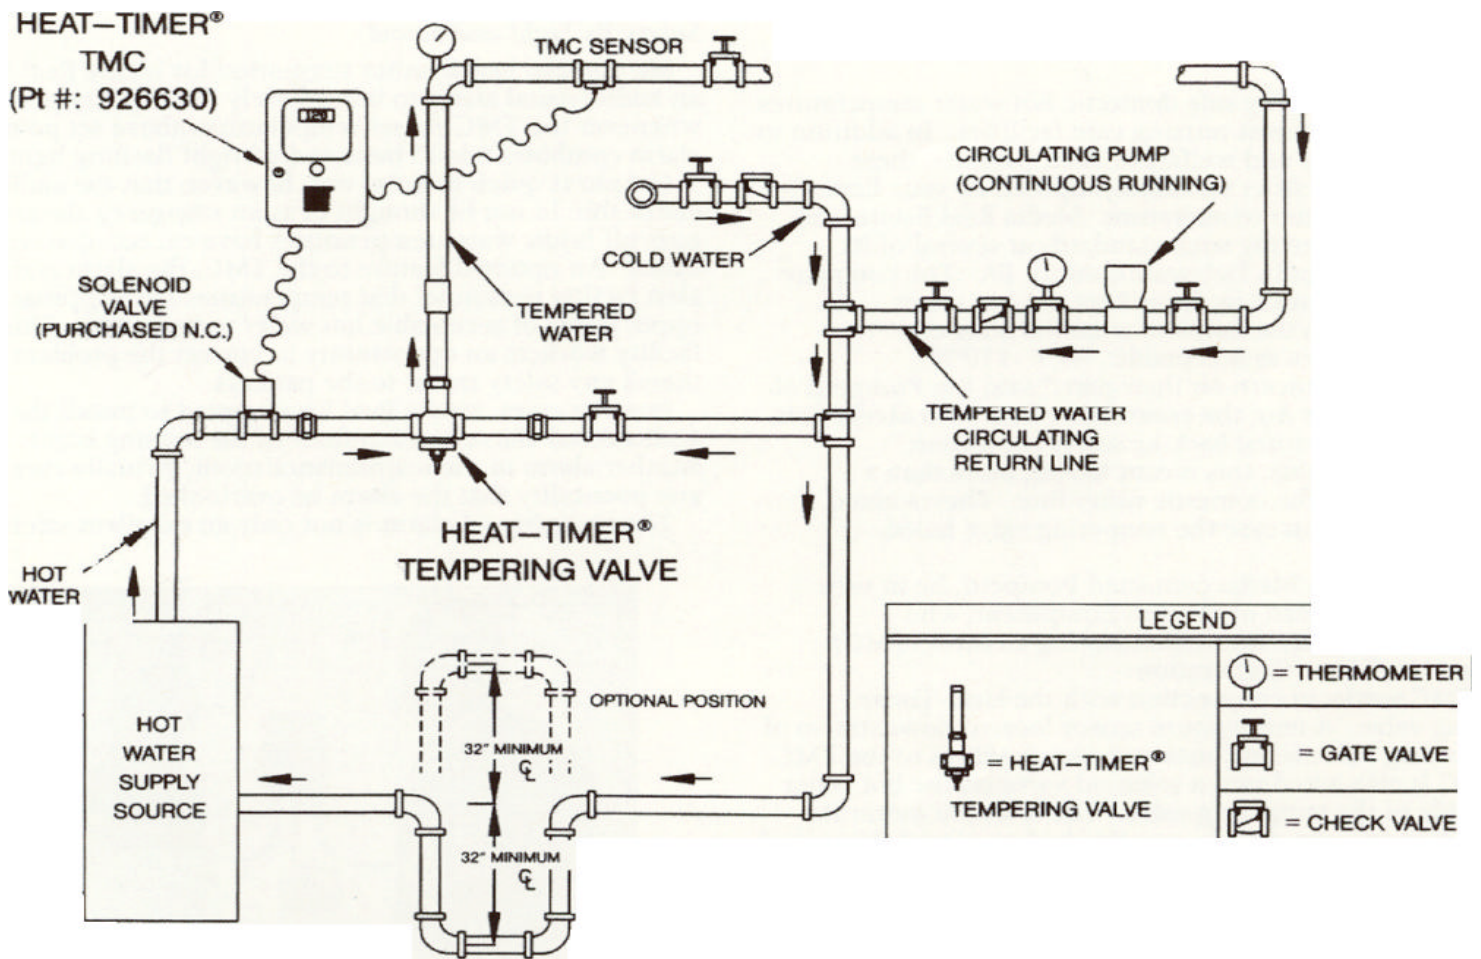 HEAT–TIMER®
TMC
(Pt #: 926630)
120
TMC SENSOR
CIRCULATING PUMP
(CONTINUOUS RUNNING)
COLD WATER
SOLENOID
VALVE
(PURCHASED N.C.)
TEMPERED
WATER
TEMPERED WATER
CIRCULATING
RETURN LINE
HEAT–TIMER®
TEMPERING VALVE
HOT
WATER
HOT
WATER
SUPPLY
SOURCE
OPTIONAL POSITION
32" MINIMUM
℄
32" MINIMUM
℄
LEGEND
= HEAT–TIMER®
TEMPERING VALVE
= THERMOMETER
= GATE VALVE
= CHECK VALVE